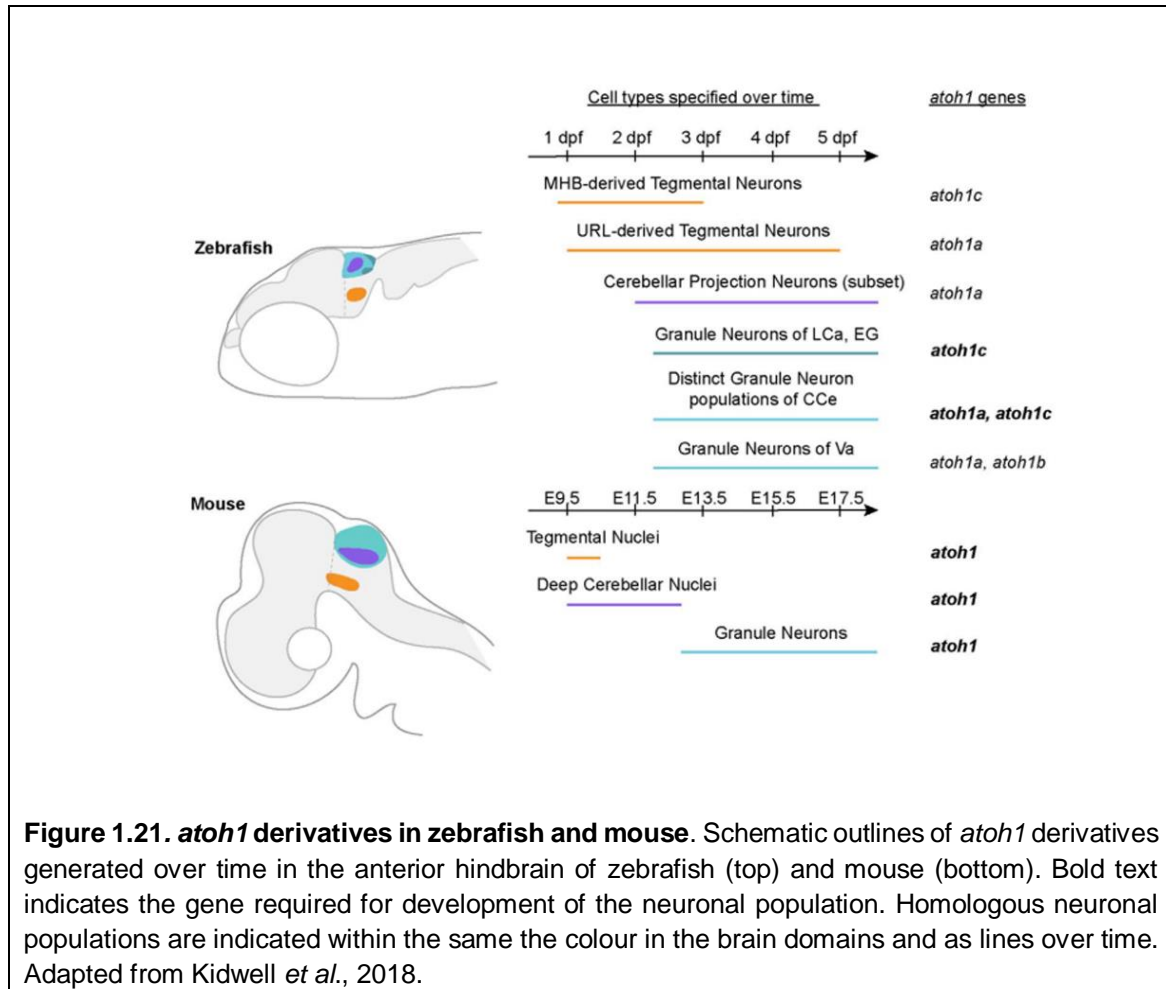 Cell types specified over time
atoh1 genes
1 dpf 2 dpf 3 dpf 4 dpf 5 dpf
MHB-derived Tegmental Neurons
atoh1c
URL-derived Tegmental Neurons
atoh1a
Zebrafish
Cerebellar Projection Neurons (subset)
atoh1a
Granule Neurons of LCa, EG
atoh1c
Distinct Granule Neuron
populations of CCe
atoh1a, atoh1c
Granule Neurons of Va
atoh1a, atoh1b
Mouse
E9.5 E11.5 E13.5 E15.5 E17.5
Tegmental Nuclei
atoh1
Deep Cerebellar Nuclei
atoh1
Granule Neurons
atoh1
Figure 1.21. atoh1 derivatives in zebrafish and mouse. Schematic outlines of atoh1 derivatives
generated over time in the anterior hindbrain of zebrafish (top) and mouse (bottom). Bold text
indicates the gene required for development of the neuronal population. Homologous neuronal
populations are indicated within the same the colour in the brain domains and as lines over time.
Adapted from Kidwell et al., 2018.